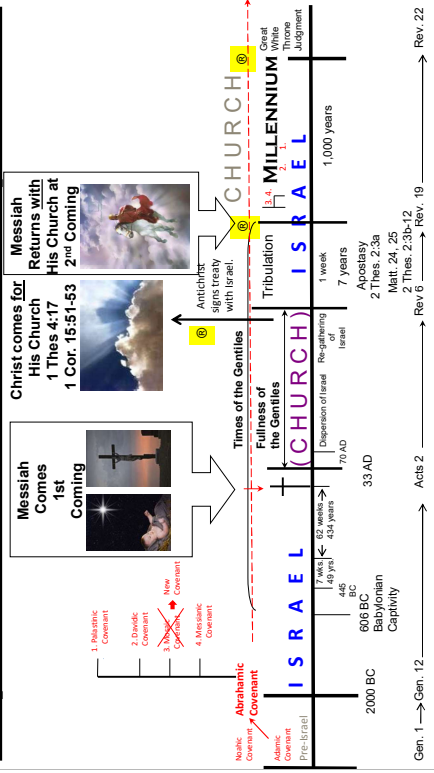 Messiah
Comes
1st
Coming
Christ comes for
His Church
1 Thes 4:17
1 Cor. 15:51-53
Messiah
Returns with
His Church at
2nd Coming
1. Palastinic
Covenant
2. Davidic
Covenant
3. Mosaic
Covenant
New
Covenant
4. Messianic
Covenant
Abrahamic
Covenant
Noahic
Covenant
Adamic
Covenant
Pre-Israel
I S R A E L
Times of the Gentiles
Fullness of
the Gentiles
(CHURCH)
®
Antichrist
signs treaty
with Israel.
Tribulation
®
CHURCH
®
3. 4.
MILLENNIUM
2. 1.
I S R A E L
Great
White
Throne
Judgment
7 wks.
49 yrs.
62 weeks
434 years
Dispersion of Israel
Re-gathering of
Israel
1 week
7 years
1,000 years
2000 BC
606 BC
Babylonian
Captivity
445
BC
33 AD
70 AD
Apostasy
2 Thes. 2:3a
Matt. 24, 25
2 Thes. 2:3b-12
Gen. 1
Gen. 12
Acts 2
Rev 6
Rev. 19
Rev. 22